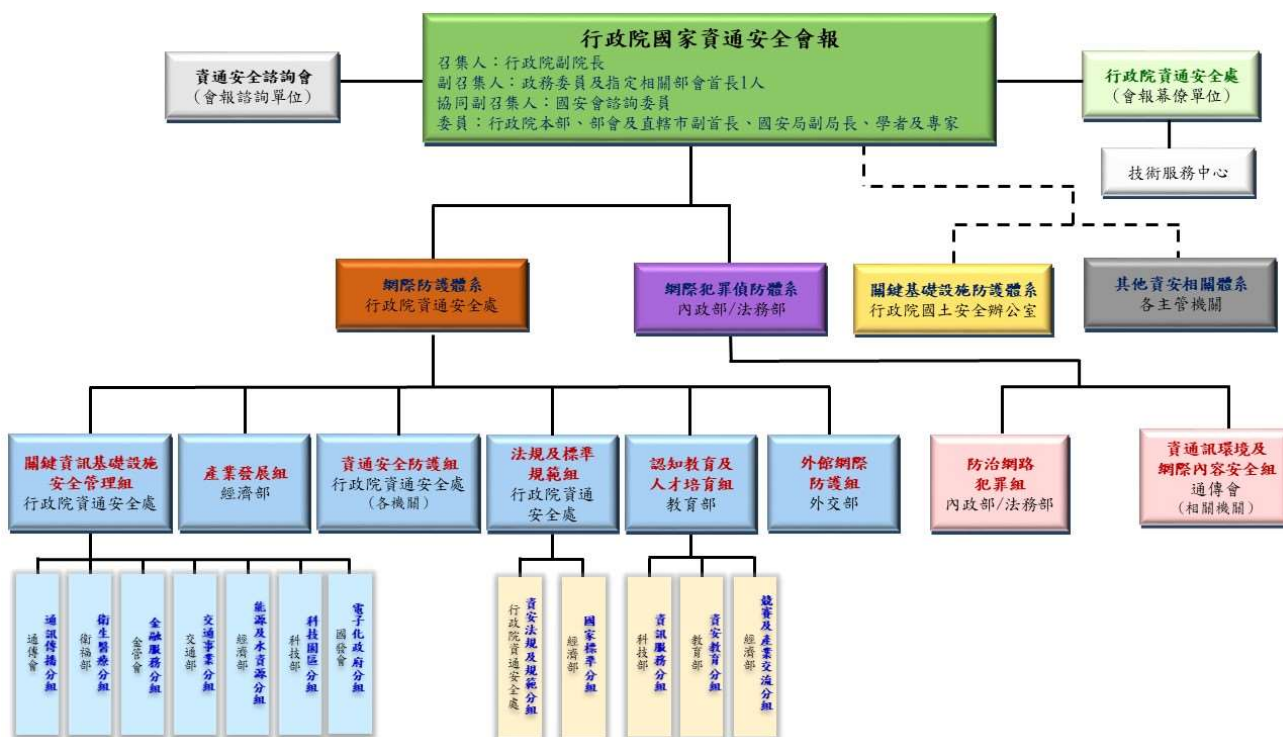 行政院國家資通安全會報
召集人：行政院副院長
副召集人：政務委員及指定相關部會首長1人
協同副召集人：國安會諮詢委員
委員：行政院本部、部會及直轄市副首長、國安局副局長、學者及專家
資通安全諮詢會
(會報諮詢單位)
行政院資通安全處
(會報幕僚單位)
技術服務中心
網際防護體系
行政院資通安全處
網際犯罪偵防體系
內政部/法務部
關鍵基礎設施防護體系
行政院國土安全辦公室
其他資安相關體系
各主管機關
關鍵資訊基礎設施
安全管理組
行政院資通安全處
產業發展組
經濟部
資通安全防護組
行政院資通安全處
(各機關)
法規及標準
規範組
行政院資通
安全處
認知教育及
人才培育組
教育部
外館網際
防護組
外交部
防治網路
犯罪組
內政部/法務部
資通訊環境及
網際內容安全組
通傳會
(相關機關)
通訊傳播分組
通傳會
衛生醫療分組
衛福部
金融服務分組
金管會
交通事業分組
交通部
能源及水資源分組
經濟部
科技園區分組
科技部
電子化政府分組
國發會
資安法規及規範分組
行政院資通安全處
國家標準分組
經濟部
資訊服務分組
科技部
資安教育分組
教育部
競賽及產業交流分組
經濟部